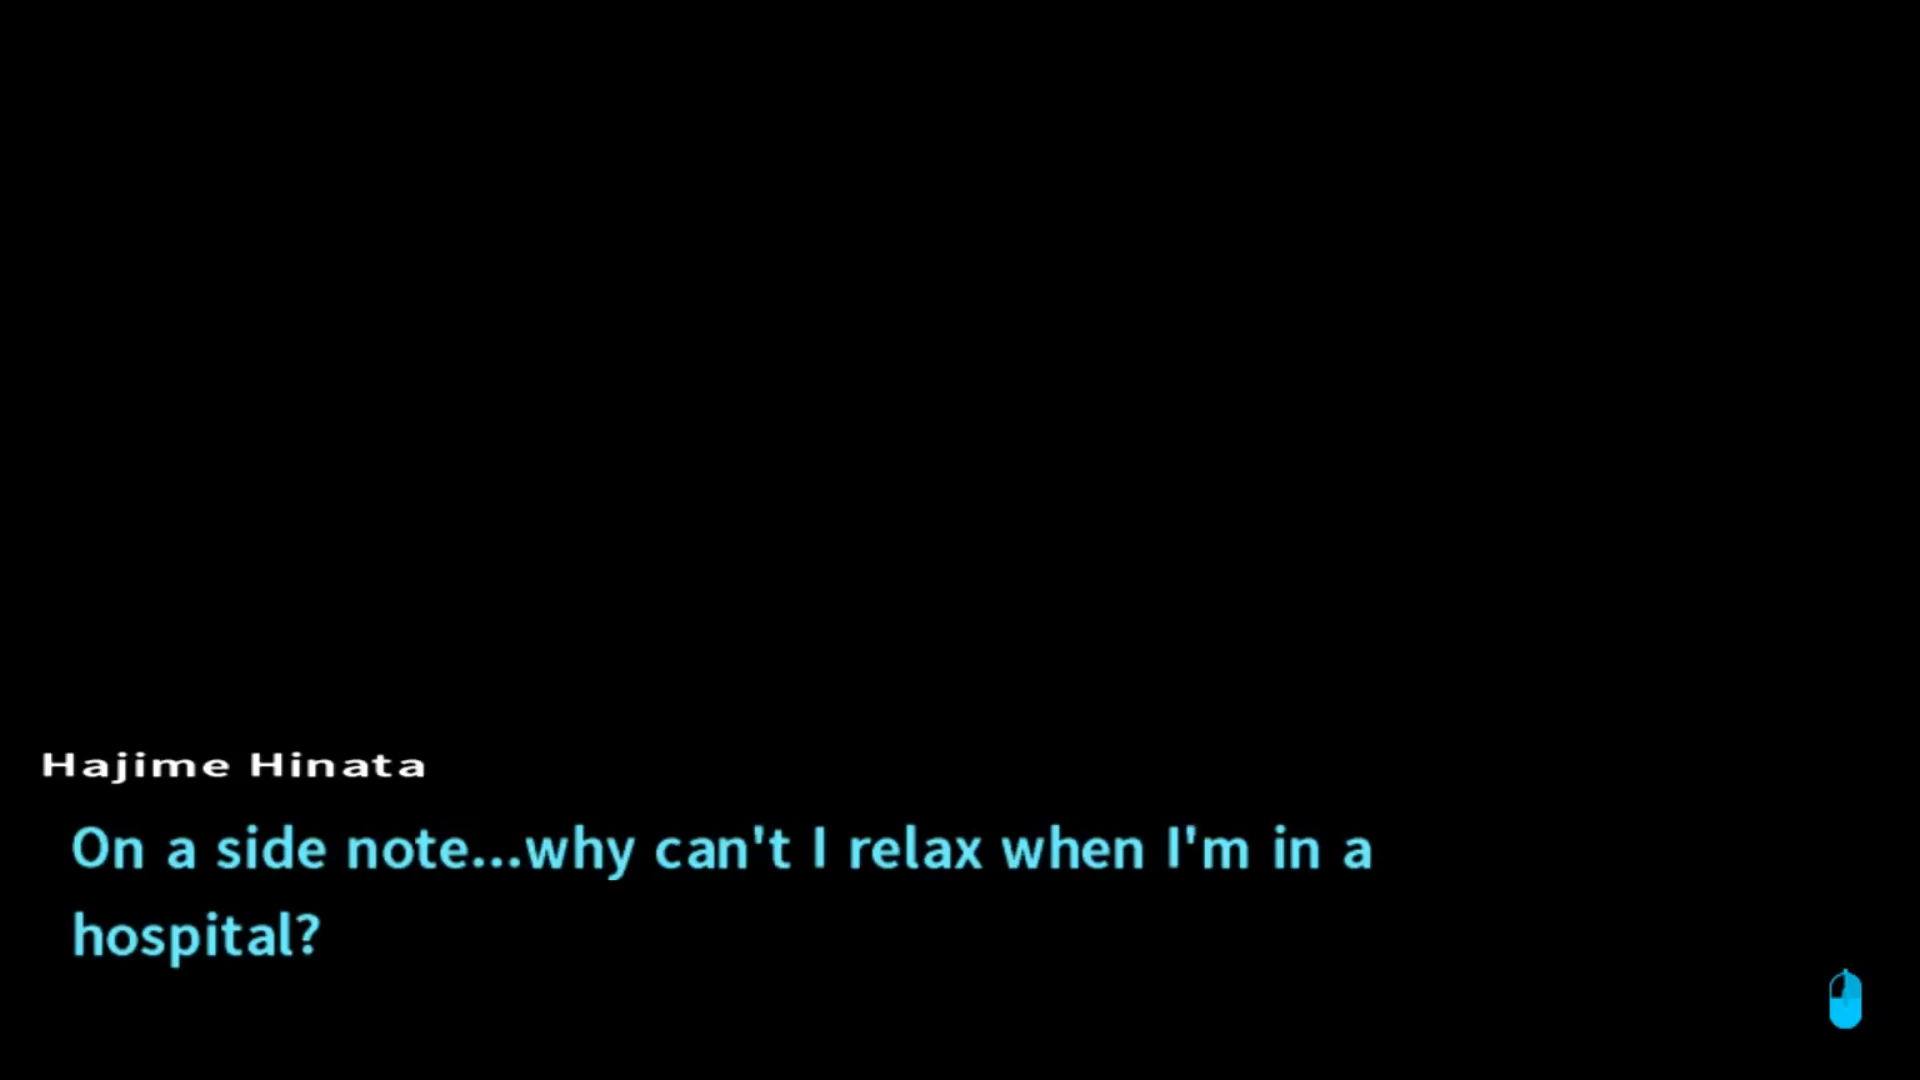 Hajime Hinata
On a side note...why can't I relax when I'm in a
hospital?